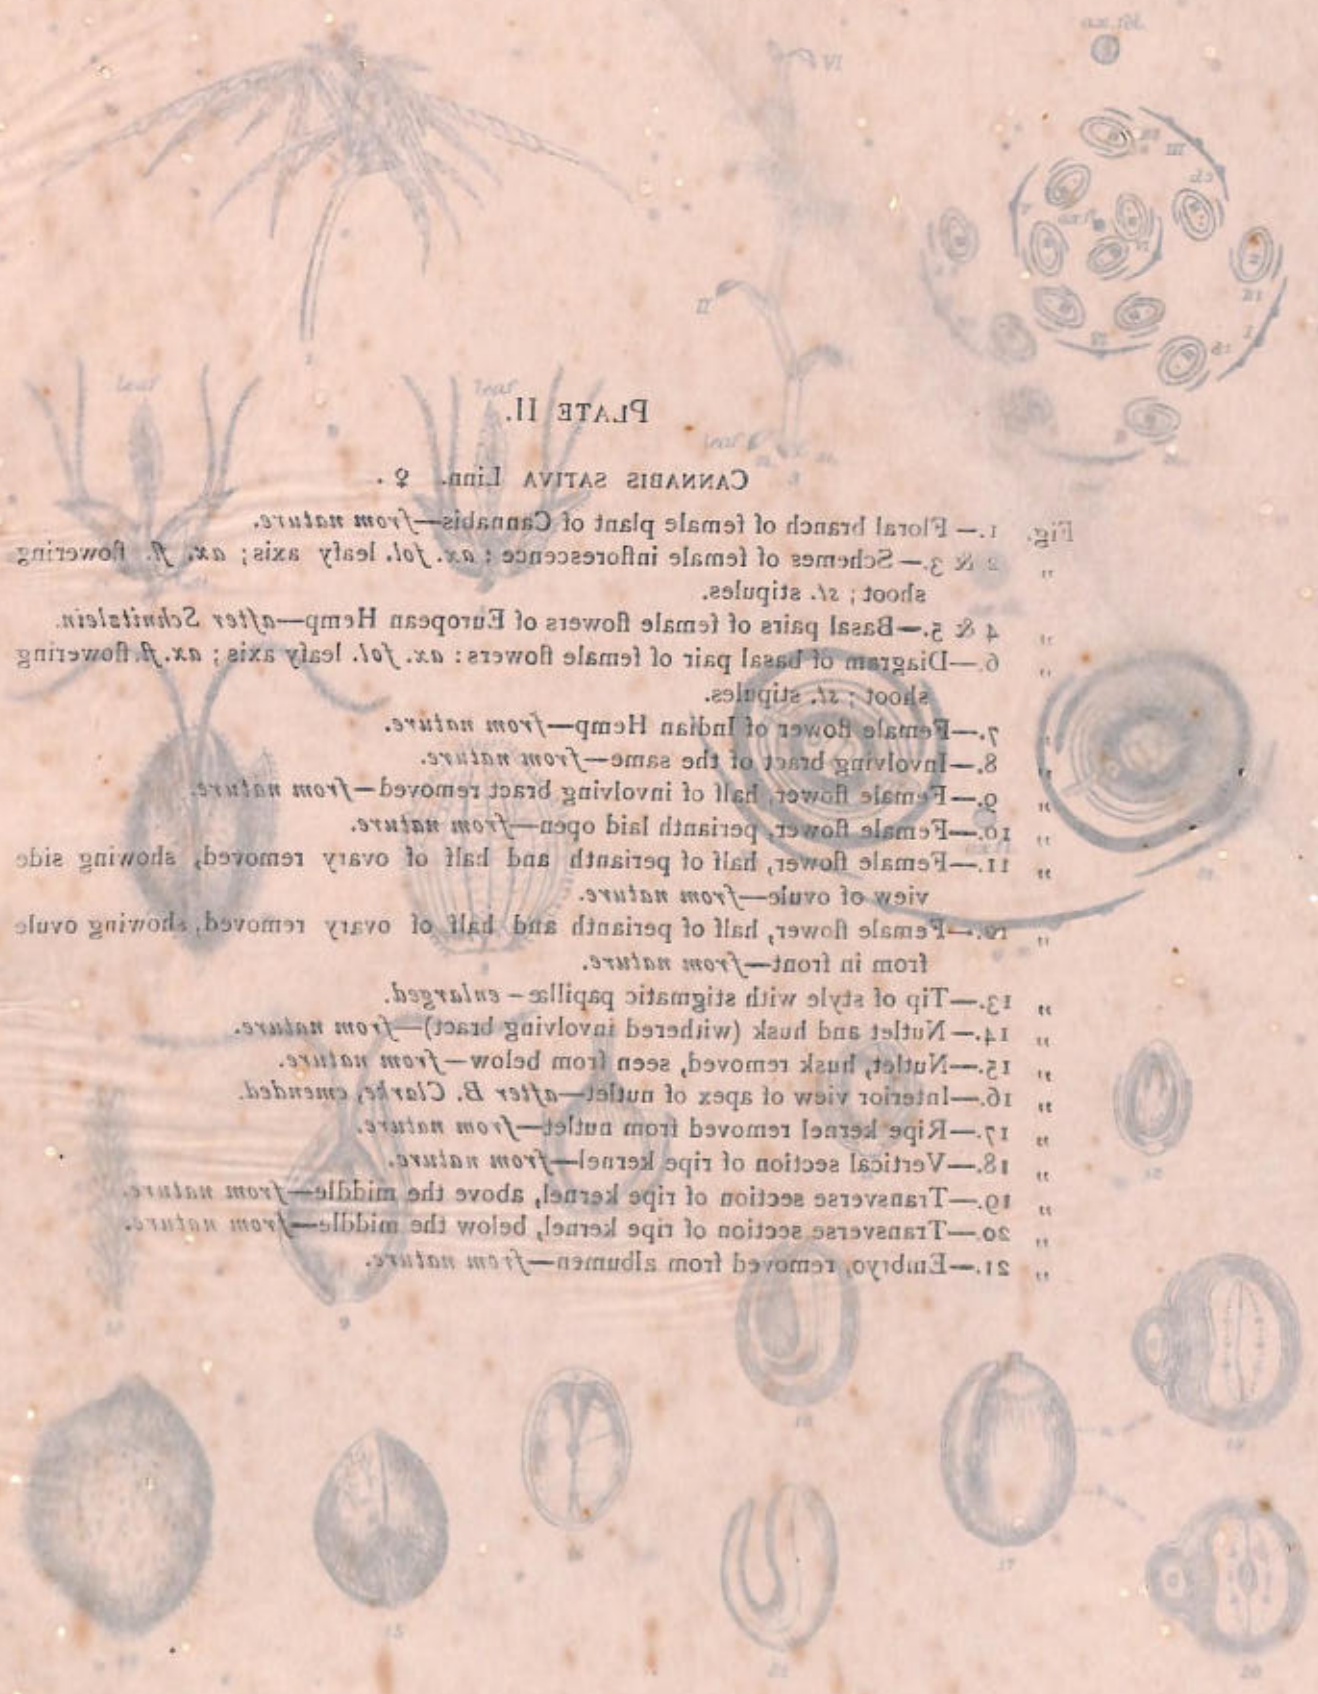 PLATE II.
CANNABIS SATIVA Linn. ♀.
Fig. 1.—Floral branch of female plant of Cannabis—from nature.
„ 2 & 3.—Schemes of female inflorescence: ax. fol. leafy axis; ax. fl. flowering
shoot; st. stipules.
„ 4 & 5.—Basal pairs of female flowers of European Hemp—after Schnitzlein.
„ 6.—Diagram of basal pair of female flowers: ax. fol. leafy axis; ax. fl. flowering
shoot; st. stipules.
„ 7.—Female flower of Indian Hemp—from nature.
„ 8.—Involving bract of the same—from nature.
„ 9.—Female flower, half of involving bract removed—from nature.
„ 10.—Female flower, perianth laid open—from nature.
„ 11.—Female flower, half of perianth and half of ovary removed, showing side
view of ovule—from nature.
„ —Female flower, half of perianth and half of ovary removed, showing ovule
from in front—from nature.
„ 13.—Tip of style with stigmatic papillæ—enlarged.
„ 14.—Nutlet and husk (withered involving bract)—from nature.
„ 15.—Nutlet, husk removed, seen from below—from nature.
„ 16.—Interior view of apex of nutlet—after B. Clarke, emended.
„ 17.—Ripe kernel removed from nutlet—from nature.
„ 18.—Vertical section of ripe kernel—from nature.
„ 19.—Transverse section of ripe kernel, above the middle—from nature.
„ 20.—Transverse section of ripe kernel, below the middle—from nature.
„ 21.—Embryo, removed from albumen—from nature.
leaf
leaf
IV
II
III
9
15
17
20